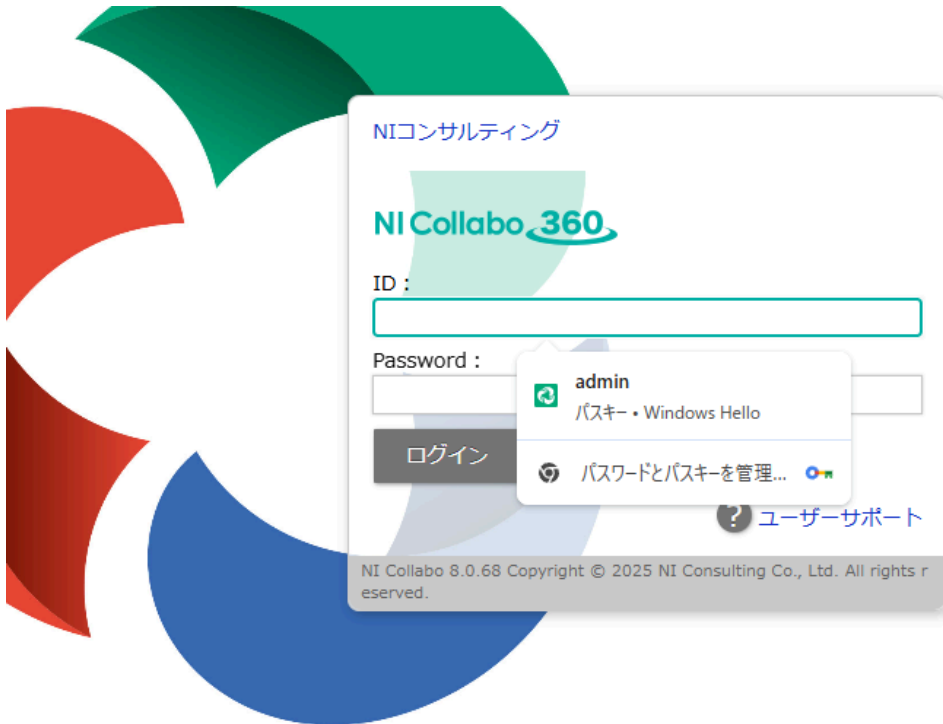 NIコンサルティング
NI Collabo 360
ID :
Password :
admin
パスキー • Windows Hello
ログイン
パスワードとパスキーを管理...
? ユーザーサポート
NI Collabo 8.0.68 Copyright © 2025 NI Consulting Co., Ltd. All rights r
eserved.